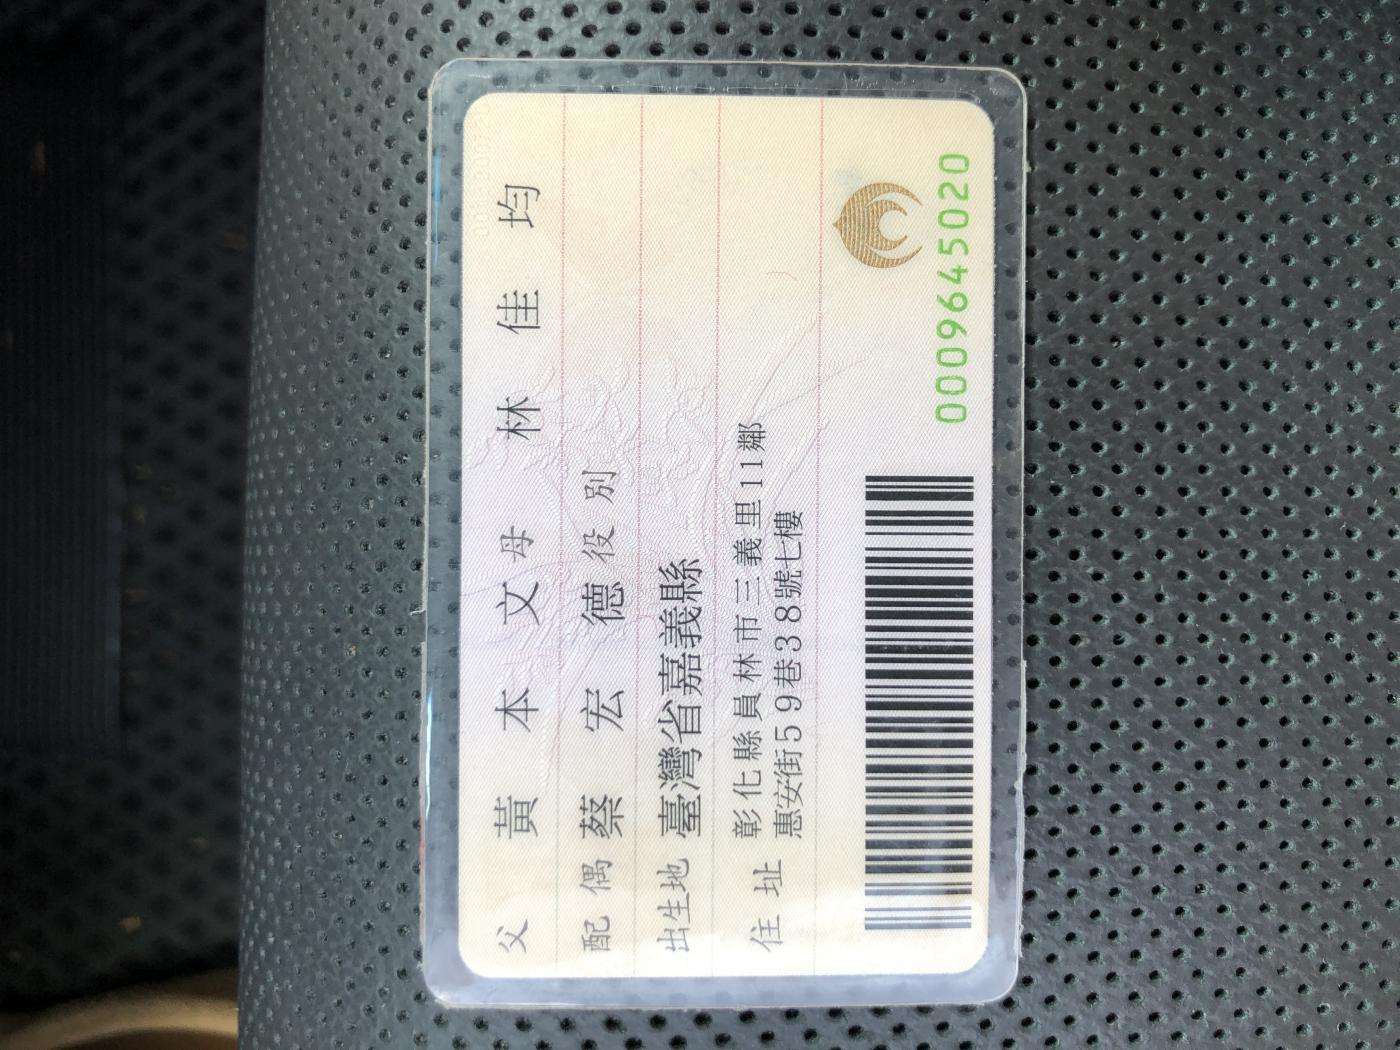 父 黃本文 母 林佳均
配偶 蔡宏德 役別
出生地 臺灣省嘉義縣
住址 彰化縣員林市三義里11鄰
惠安街59巷38號七樓
0009645020